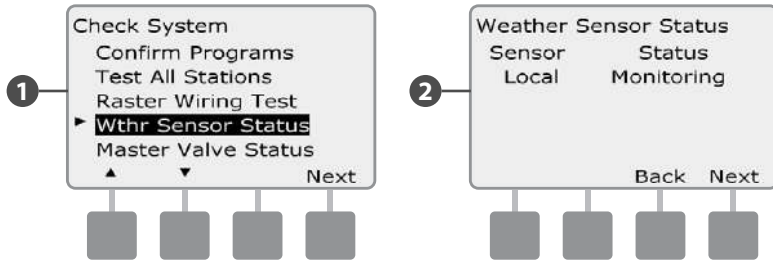 1
Check System
Confirm Programs
Test All Stations
Raster Wiring Test
► Wthr Sensor Status
Master Valve Status
▲ ▼ Next
2
Weather Sensor Status
Sensor Status
Local Monitoring
Back Next